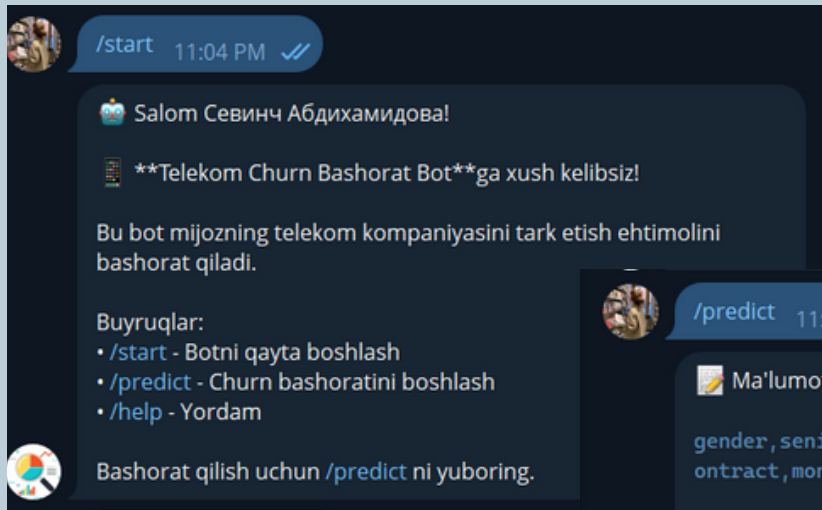 /start 11:04 PM
Salom Севинч Абдихамидова!
**Telekom Churn Bashorat Bot**ga xush kelibsiz!
Bu bot mijozning telekom kompaniyasini tark etish ehtimolini
bashorat qiladi.
Buyruqlar:
• /start - Botni qayta boshlash
• /predict - Churn bashoratini boshlash
• /help - Yordam
Bashorat qilish uchun /predict ni yuboring.
/predict 11:
Ma'lumo
gender,seni
ontract,mon